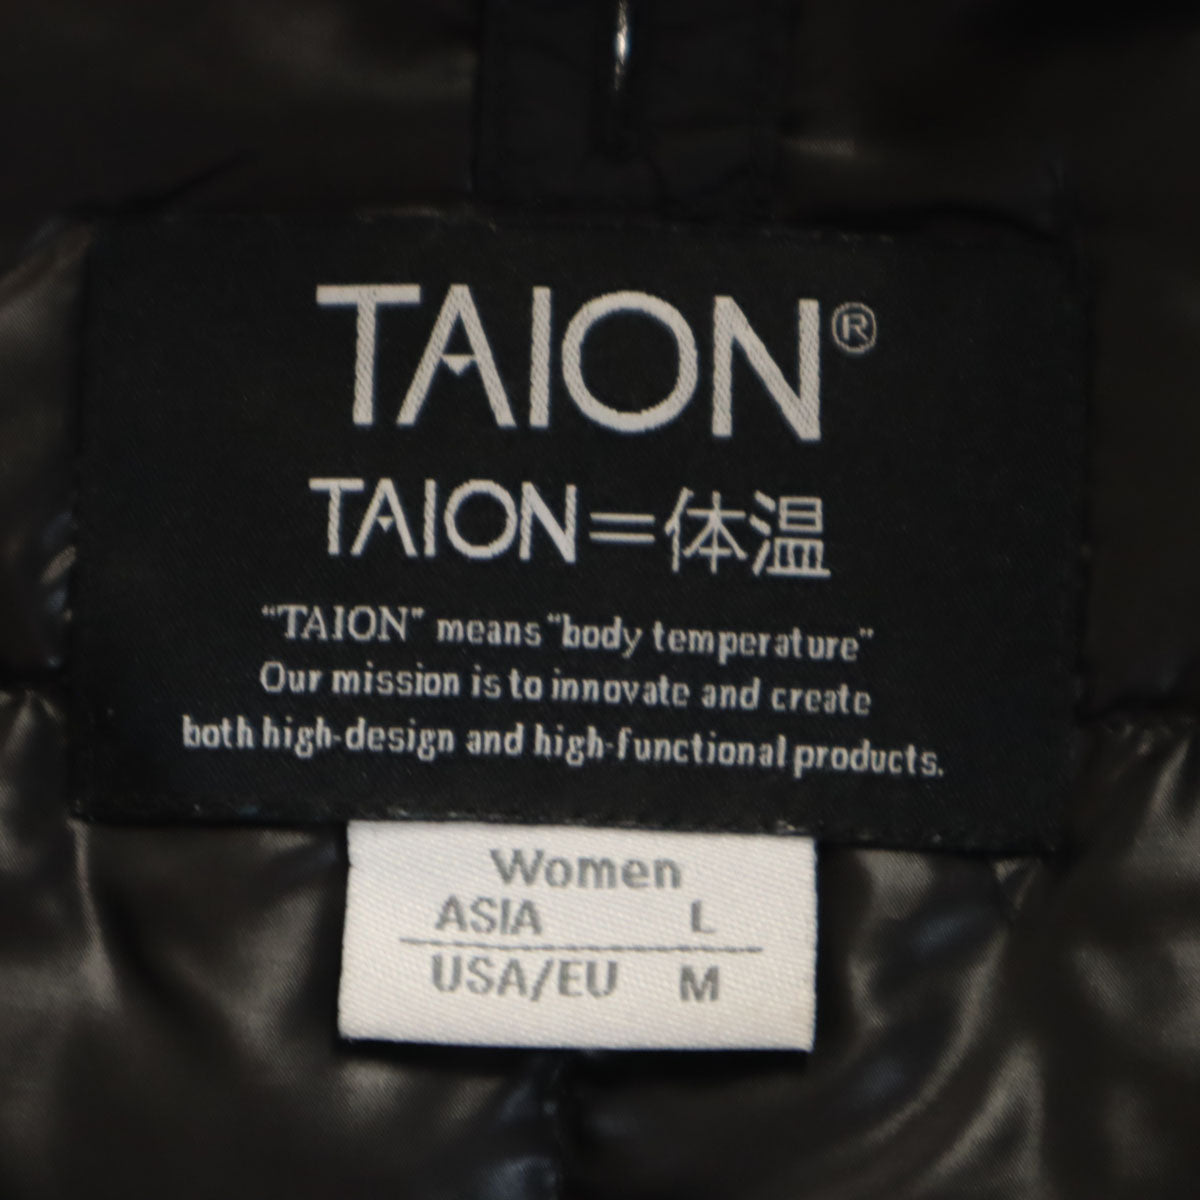 TAION®
TAION=体温
"TAION" means "body temperature"
Our mission is to innovate and create
both high-design and high-functional products.
Women
ASIA L
USA/EU M